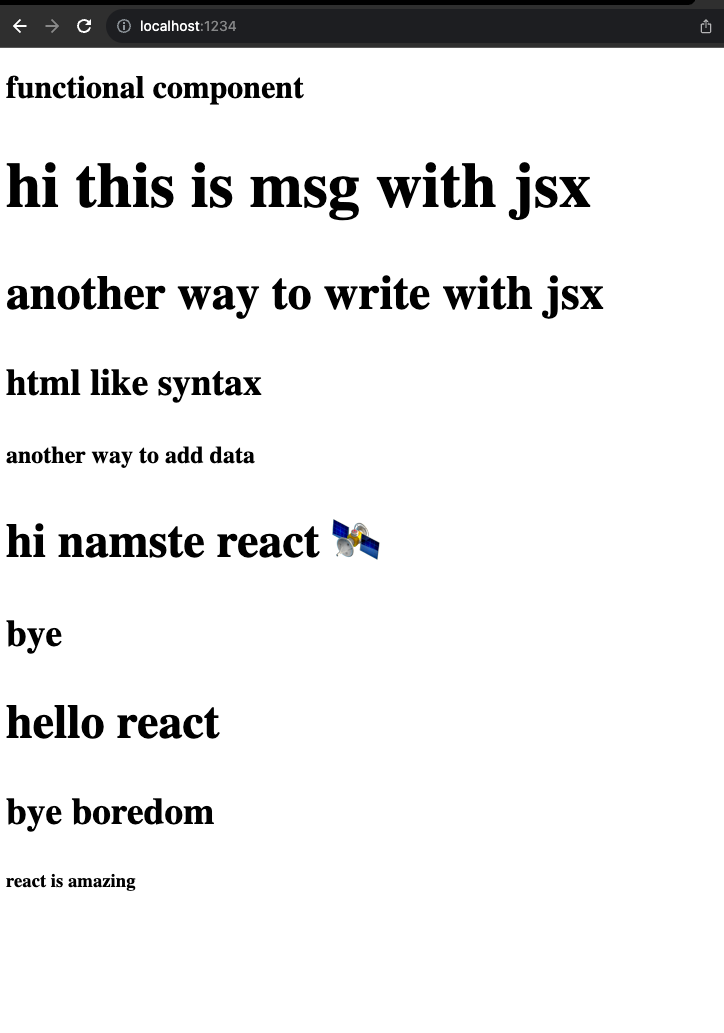 localhost:1234
functional component
hi this is msg with jsx
another way to write with jsx
html like syntax
another way to add data
hi namste react 🛰️
bye
hello react
bye boredom
react is amazing